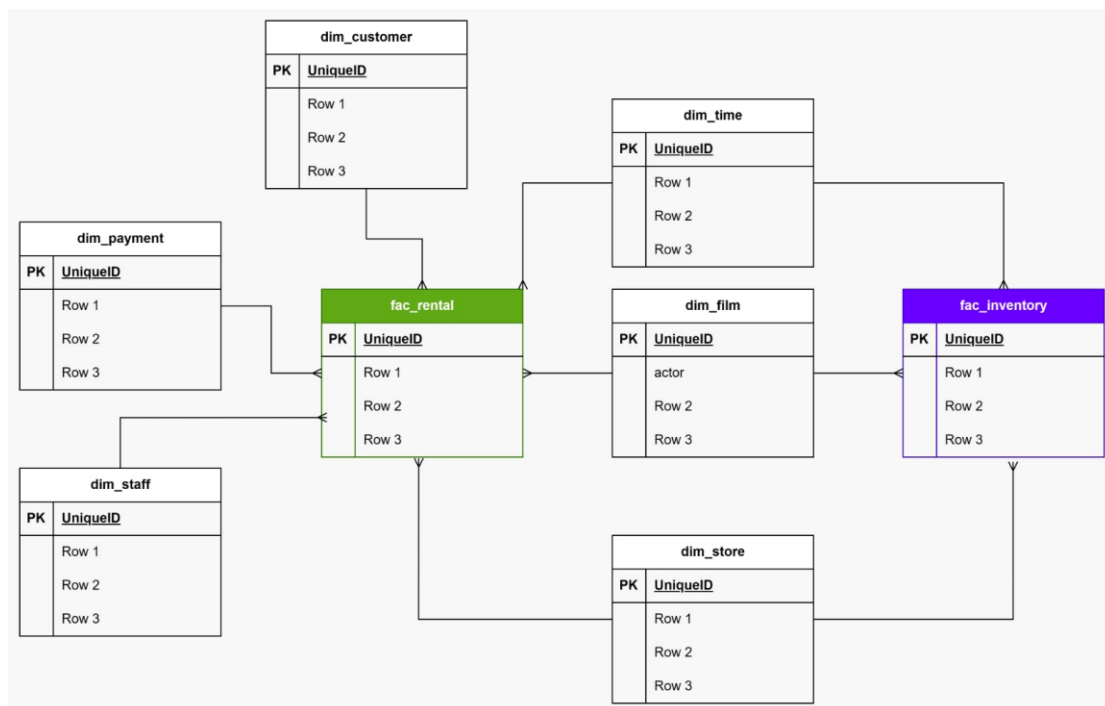 dim_customer
PK UniqueID
Row 1
Row 2
Row 3
dim_time
PK UniqueID
Row 1
Row 2
Row 3
dim_payment
PK UniqueID
Row 1
Row 2
Row 3
fac_rental
PK UniqueID
Row 1
Row 2
Row 3
dim_film
PK UniqueID
actor
Row 2
Row 3
fac_inventory
PK UniqueID
Row 1
Row 2
Row 3
dim_staff
PK UniqueID
Row 1
Row 2
Row 3
dim_store
PK UniqueID
Row 1
Row 2
Row 3